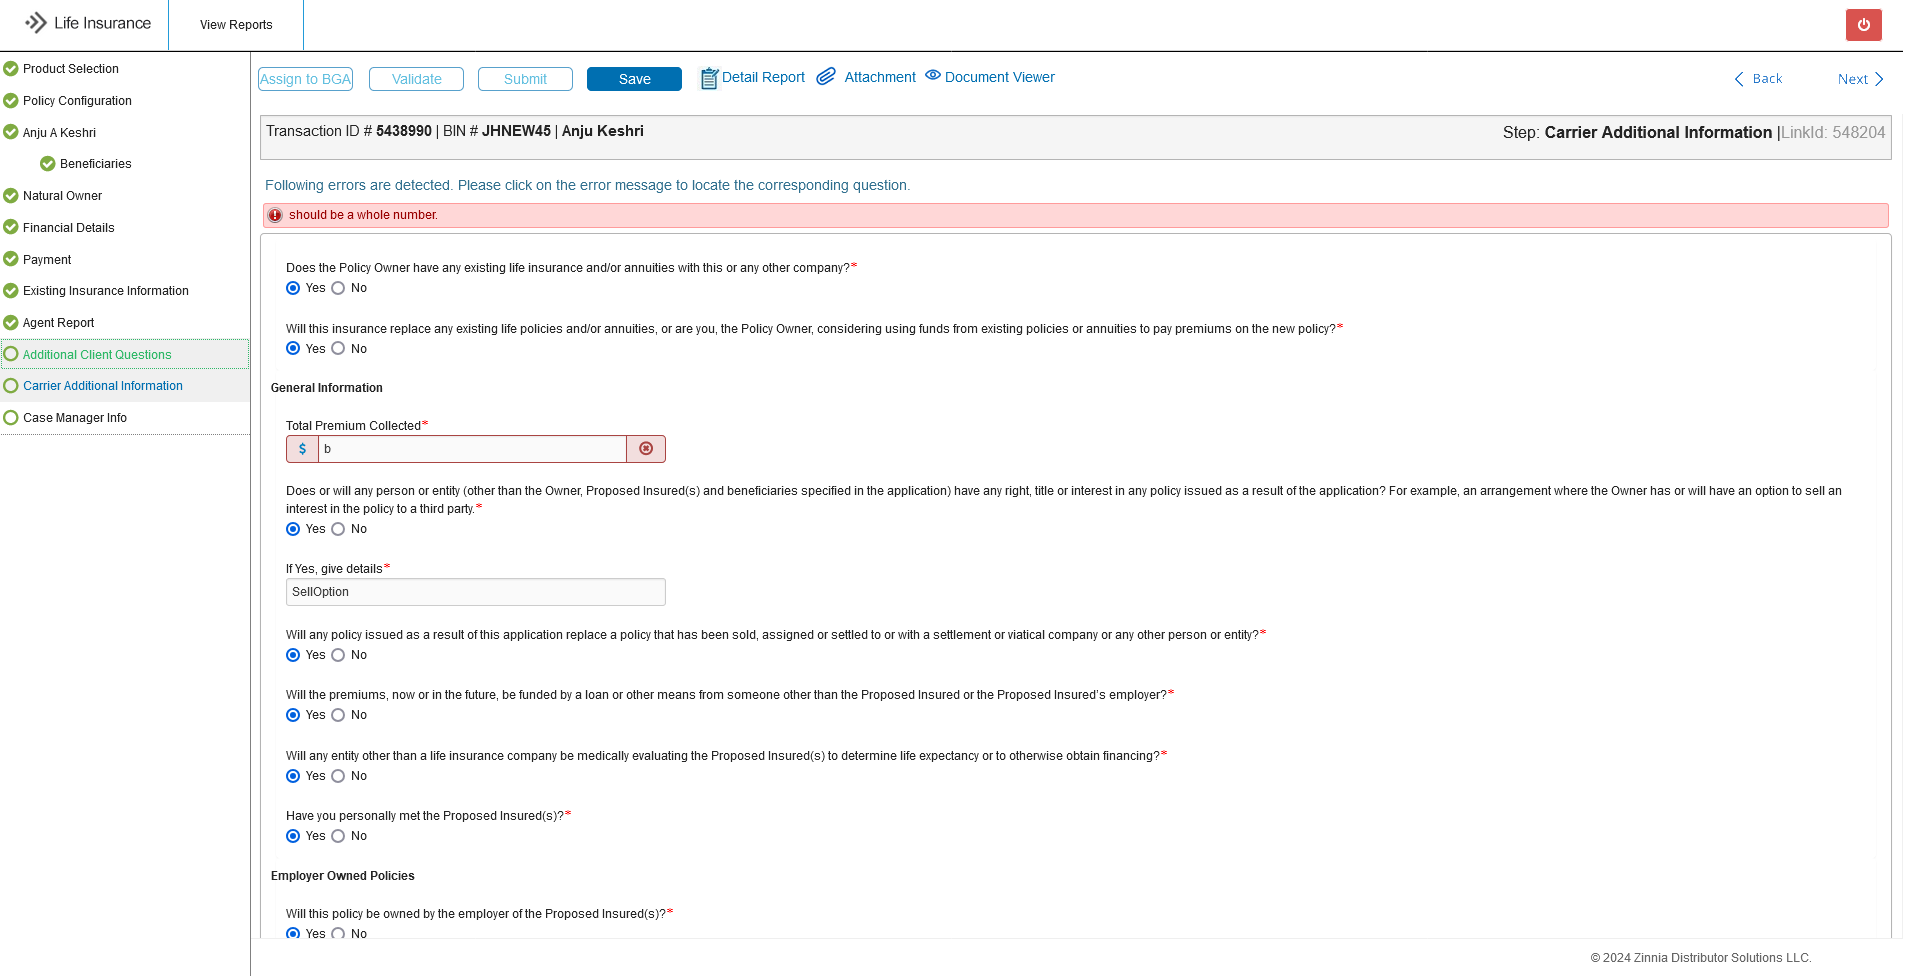 Life Insurance
View Reports
Product Selection
Policy Configuration
Anju A Keshri
Beneficiaries
Natural Owner
Financial Details
Payment
Existing Insurance Information
Agent Report
Additional Client Questions
Carrier Additional Information
Case Manager Info
Assign to BGA
Validate
Submit
Save
Detail Report
Attachment
Document Viewer
Back
Next
Transaction ID # 5438990 | BIN # JHNEW45 | Anju Keshri
Step: Carrier Additional Information |LinkId: 548204
Following errors are detected. Please click on the error message to locate the corresponding question.
should be a whole number.
Does the Policy Owner have any existing life insurance and/or annuities with this or any other company?*
Yes No
Will this insurance replace any existing life policies and/or annuities, or are you, the Policy Owner, considering using funds from existing policies or annuities to pay premiums on the new policy?*
Yes No
General Information
Total Premium Collected*
$ b
Does or will any person or entity (other than the Owner, Proposed Insured(s) and beneficiaries specified in the application) have any right, title or interest in any policy issued as a result of the application? For example, an arrangement where the Owner has or will have an option to sell an
interest in the policy to a third party.*
Yes No
If Yes, give details*
SellOption
Will any policy issued as a result of this application replace a policy that has been sold, assigned or settled to or with a settlement or viatical company or any other person or entity?*
Yes No
Will the premiums, now or in the future, be funded by a loan or other means from someone other than the Proposed Insured or the Proposed Insured's employer?*
Yes No
Will any entity other than a life insurance company be medically evaluating the Proposed Insured(s) to determine life expectancy or to otherwise obtain financing?*
Yes No
Have you personally met the Proposed Insured(s)?*
Yes No
Employer Owned Policies
Will this policy be owned by the employer of the Proposed Insured(s)?*
Yes No
© 2024 Zinnia Distributor Solutions LLC.